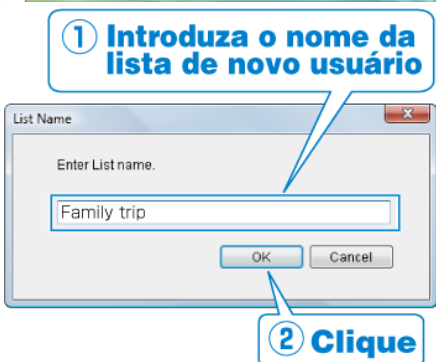 ① Introduza o nome da
lista de novo usuário
List Name
Enter List name.
Family trip
OK Cancel
② Clique